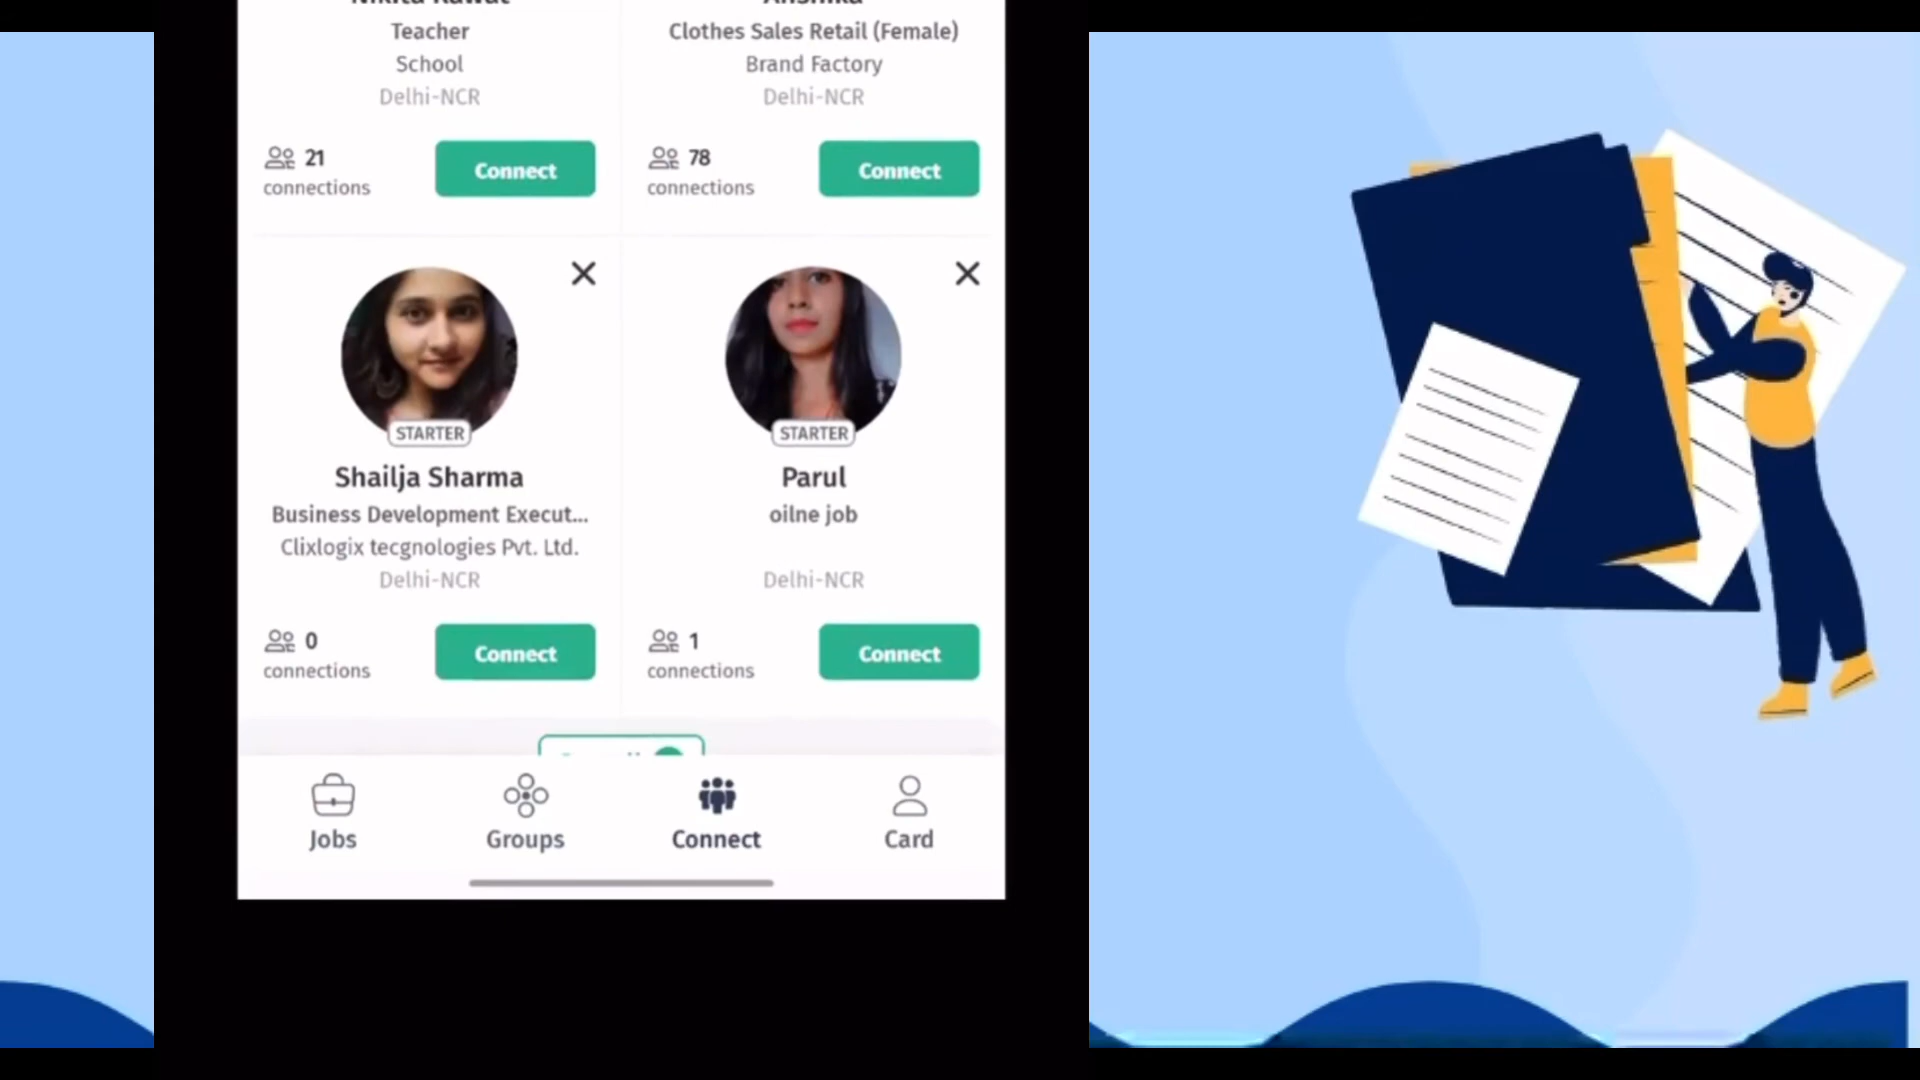 Teacher
School
Delhi-NCR
21
connections
Connect
Clothes Sales Retail (Female)
Brand Factory
Delhi-NCR
78
connections
Connect
STARTER
Shailja Sharma
Business Development Execut...
Clixlogix tecgnologies Pvt. Ltd.
Delhi-NCR
0
connections
Connect
STARTER
Parul
oilne job
Delhi-NCR
1
connections
Connect
Jobs
Groups
Connect
Card